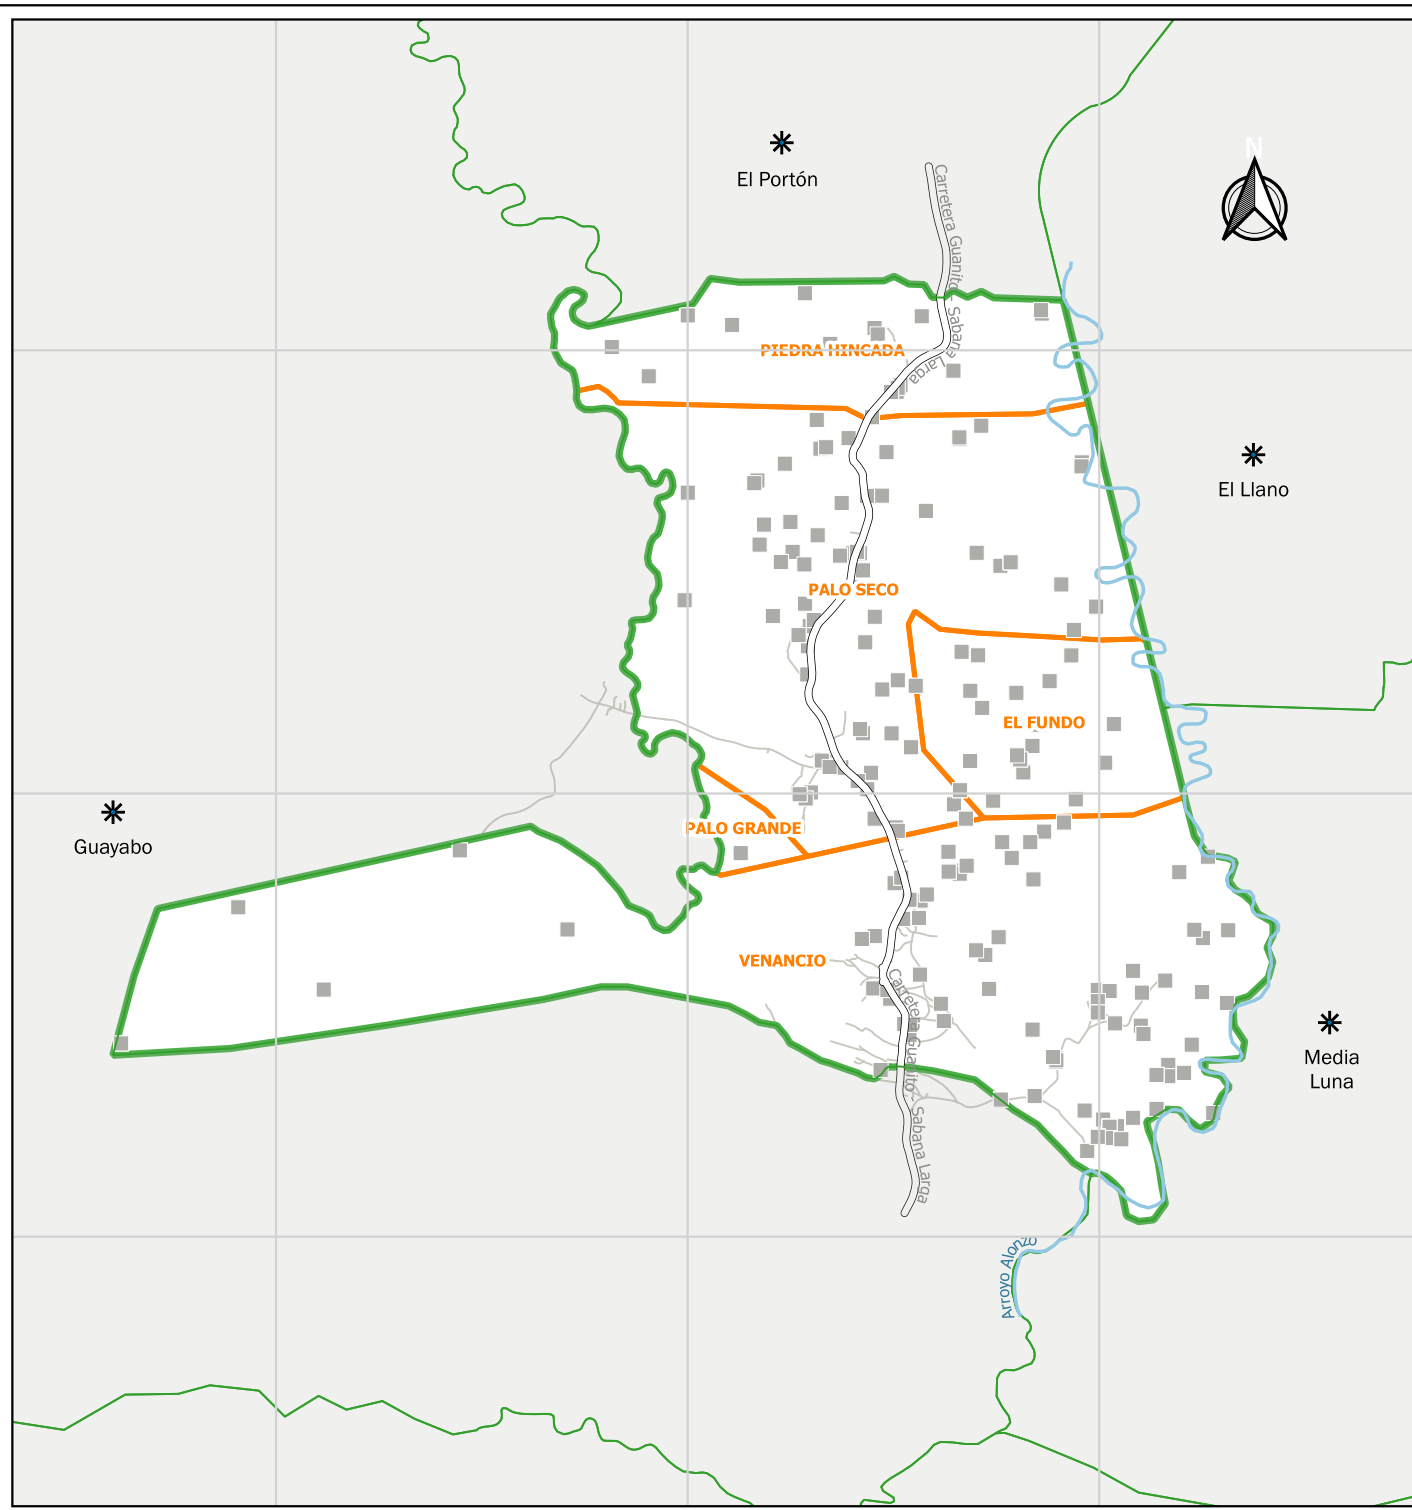 N
El Portón
Carretera Guanito - Sabana Larga
PIEDRA HINCADA
El Llano
PALO SECO
EL FUNDO
Guayabo
PALO GRANDE
VENANCIO
Carretera Guanito - Sabana Larga
Media
Luna
Arroyo Alonzo